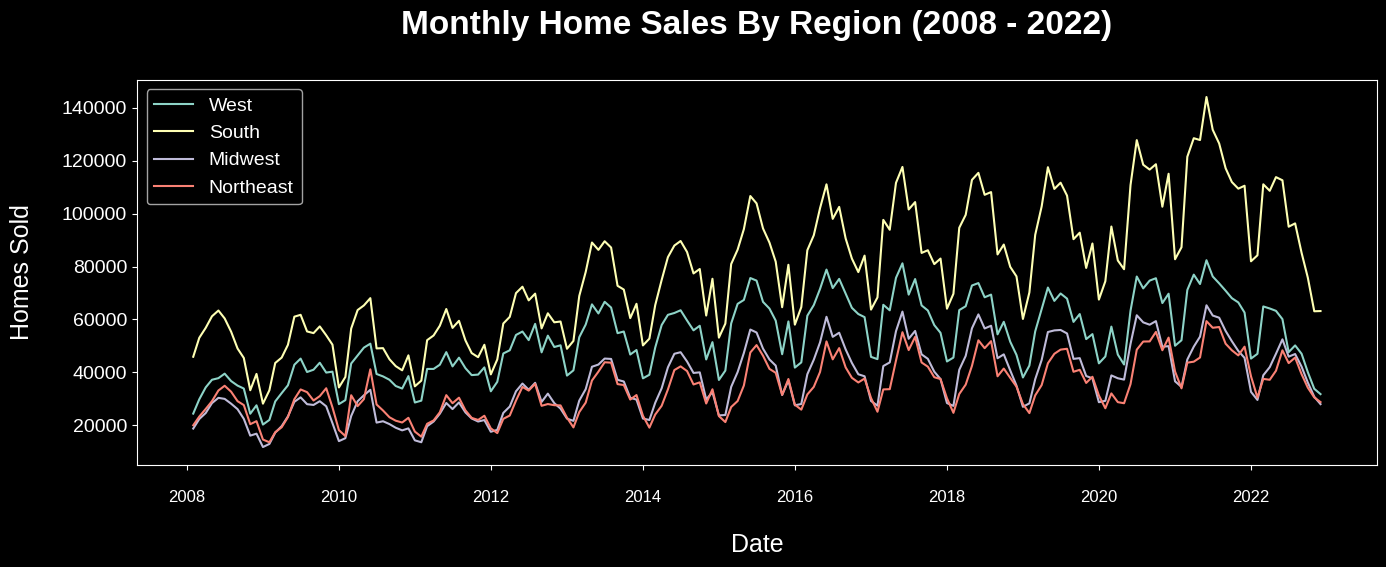 Monthly Home Sales By Region (2008 - 2022)
140000
120000
100000
80000
60000
40000
20000
Homes Sold
West
South
Midwest
Northeast
2008 2010 2012 2014 2016 2018 2020 2022
Date